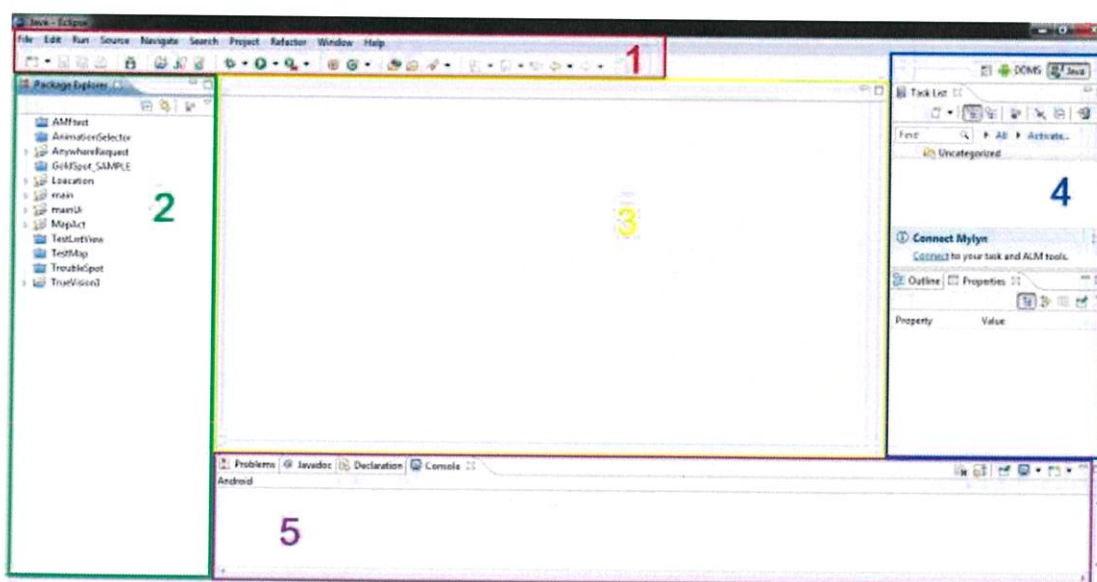 Java - Eclipse
File Edit Run Source Navigate Search Project Refactor Window Help
1
Package Explorer
AMFtest
AnimationSelector
AnywhereRequest
GoldSpot_SAMPLE
Loacation
main
mainUi
MapAct
TestListView
TestMap
TroubleSpot
TrueVision3
2
3
DDMS Java
Task List
Find All Activate...
Uncategorized
4
Connect Mylyn
Connect to your task and ALM tools.
Outline Properties
Property Value
Problems @ Javadoc Declaration Console
Android
5